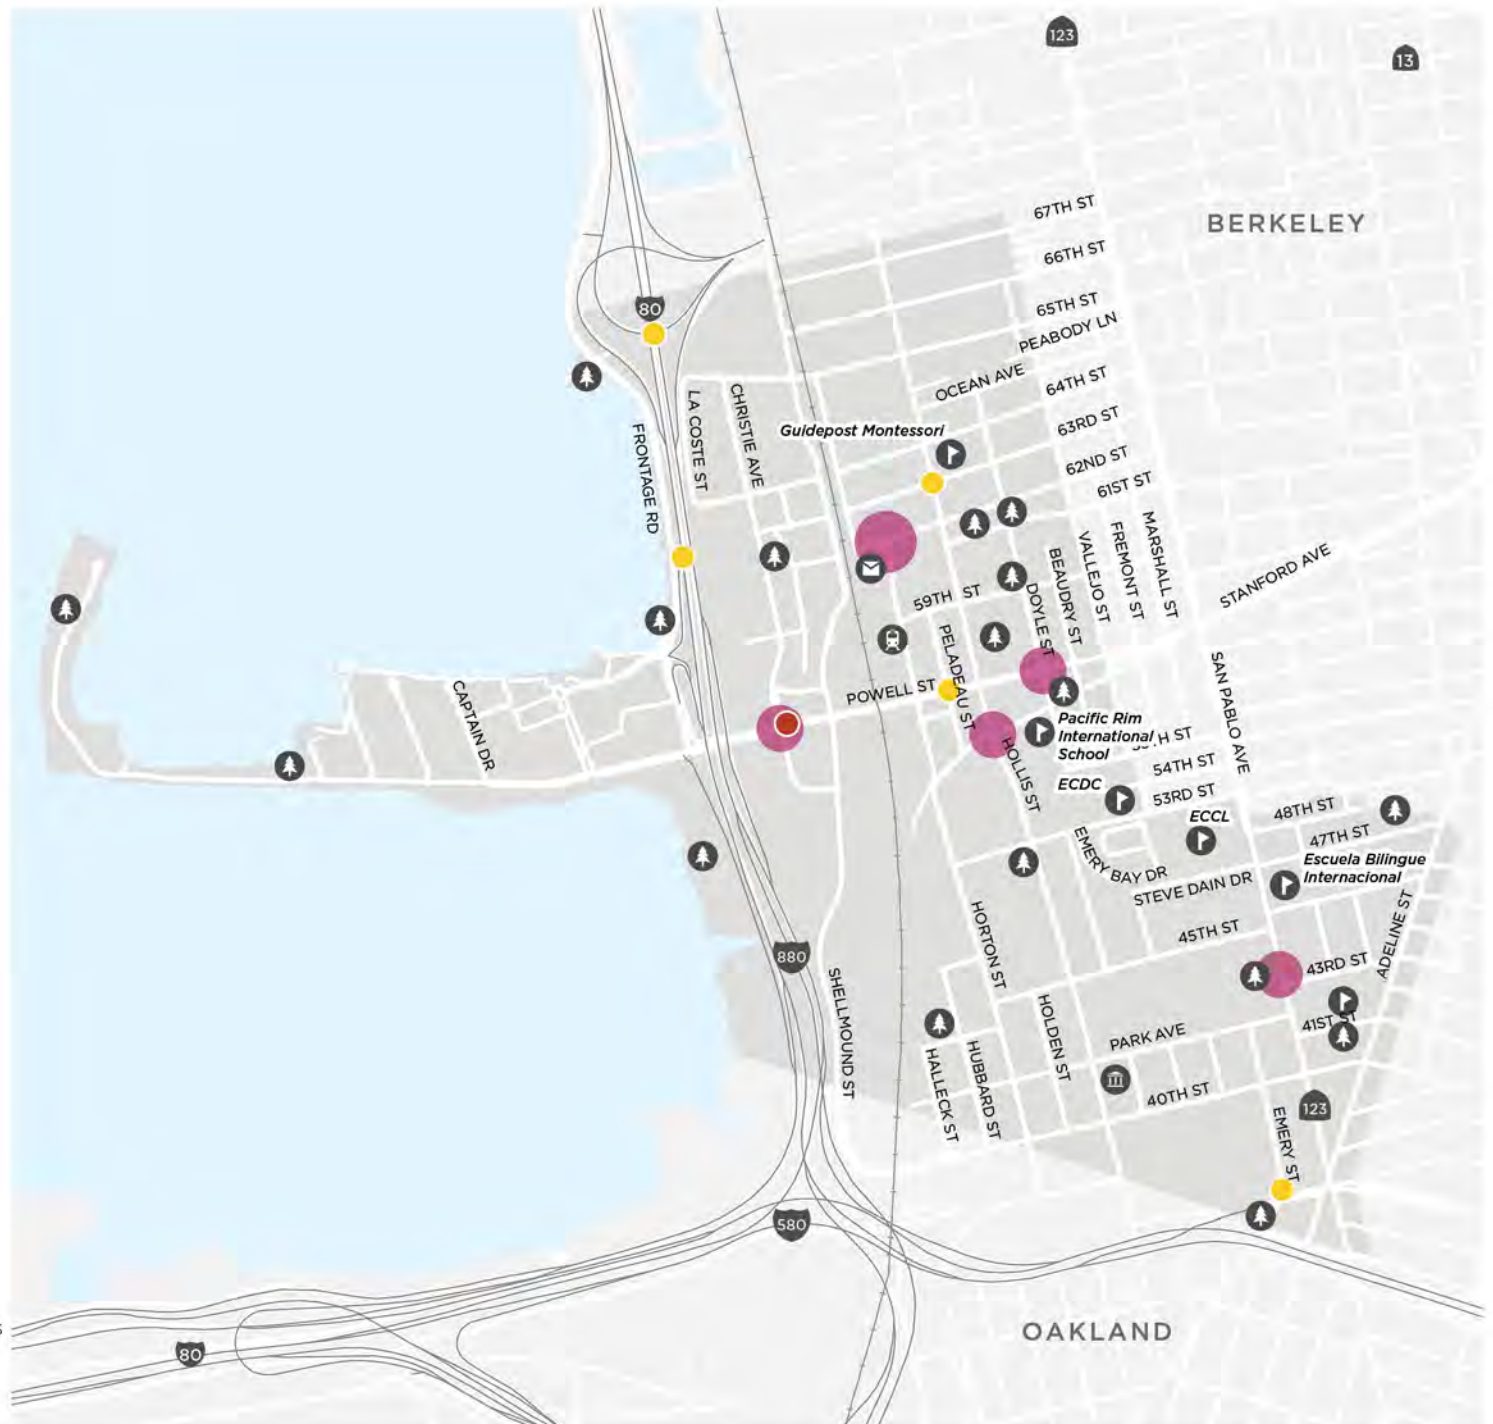 123
13
67TH ST
BERKELEY
66TH ST
65TH ST
80
PEABODY LN
OCEAN AVE
64TH ST
LA COSTE ST
CHRISTIE AVE
63RD ST
FRONTAGE RD
Guidepost Montessori
62ND ST
61ST ST
MARSHALL ST
FREMONT ST
VALLEJO ST
BEAUDRY ST
STANFORD AVE
59TH ST
DOYLE ST
PELADEAU ST
SAN PABLO AVE
CAPTAIN DR
POWELL ST
Pacific Rim
International
School
H ST
HOLLIS ST
54TH ST
ECDC
53RD ST
48TH ST
ECCL
47TH ST
EMERY BAY DR
Escuela Bilingue
Internacional
STEVE DAIN DR
ADELINE ST
HORTON ST
45TH ST
880
43RD ST
SHELLMOUND ST
HOLDEN ST
41ST ST
PARK AVE
HALLECK ST
HUBBARD ST
40TH ST
123
EMERY ST
580
OAKLAND
80